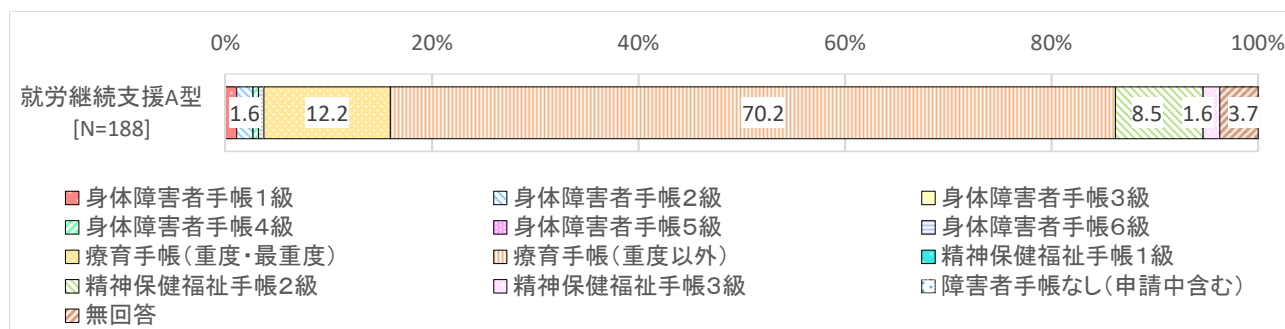 0% 20% 40% 60% 80% 100%
就労継続支援A型
[N=188]
1.6 12.2 70.2 8.5 1.6 3.7
身体障害者手帳1級 身体障害者手帳2級 身体障害者手帳3級
身体障害者手帳4級 身体障害者手帳5級 身体障害者手帳6級
療育手帳(重度・最重度) 療育手帳(重度以外) 精神保健福祉手帳1級
精神保健福祉手帳2級 精神保健福祉手帳3級 障害者手帳なし(申請中含む)
無回答